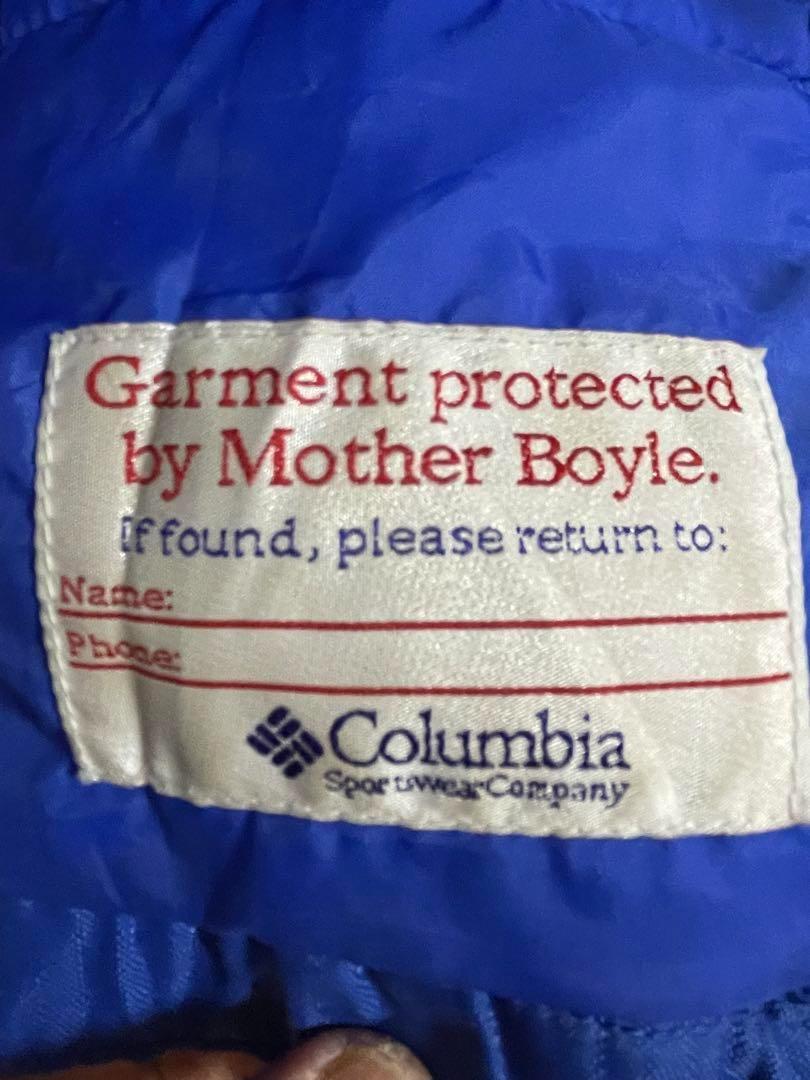 Garment protected
by Mother Boyle.
If found, please return to:
Name:
Phone:
Columbia
Sportswear Company